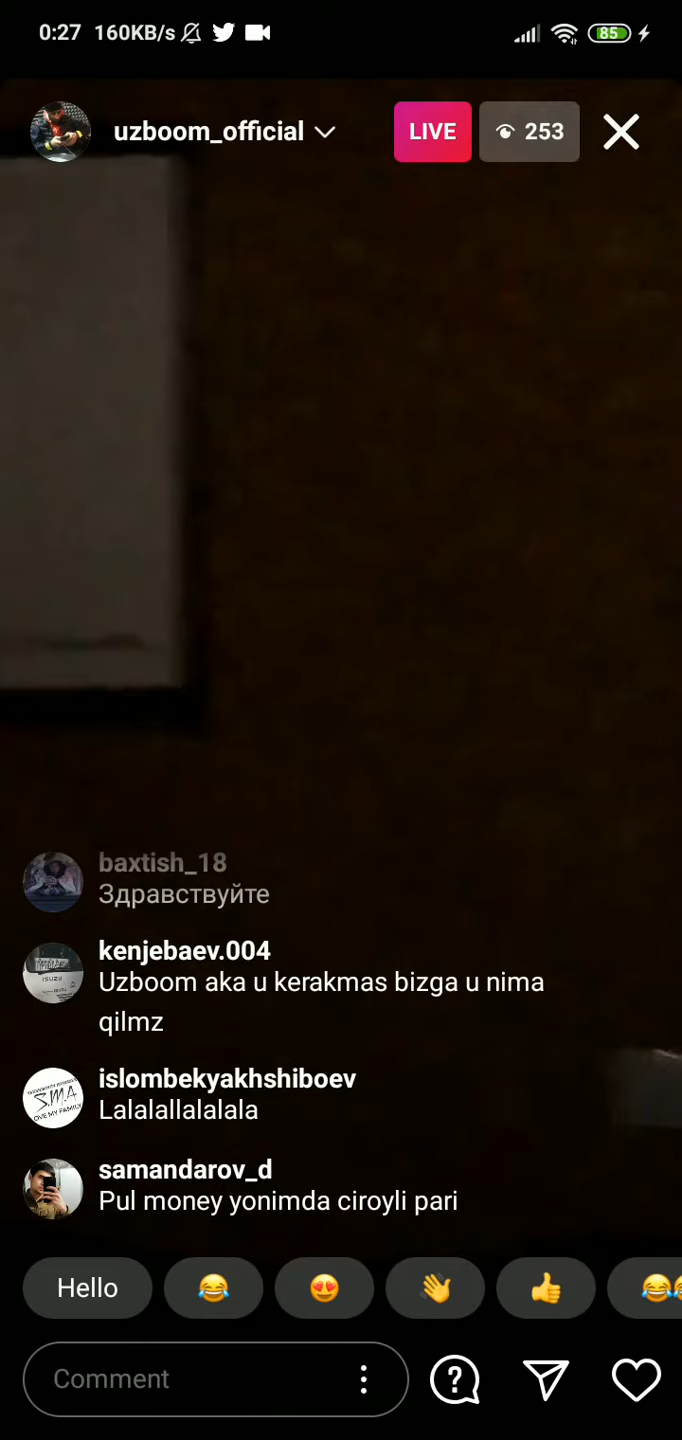 0:27 160KB/s 85
uzboom_official LIVE 253
baxtish_18
Здравствуйте
kenjebaev.004
Uzboom aka u kerakmas bizga u nima
qilmz
islombekyakhshiboev
Lalalallalalala
samandarov_d
Pul money yonimda ciroyli pari
Hello
Comment